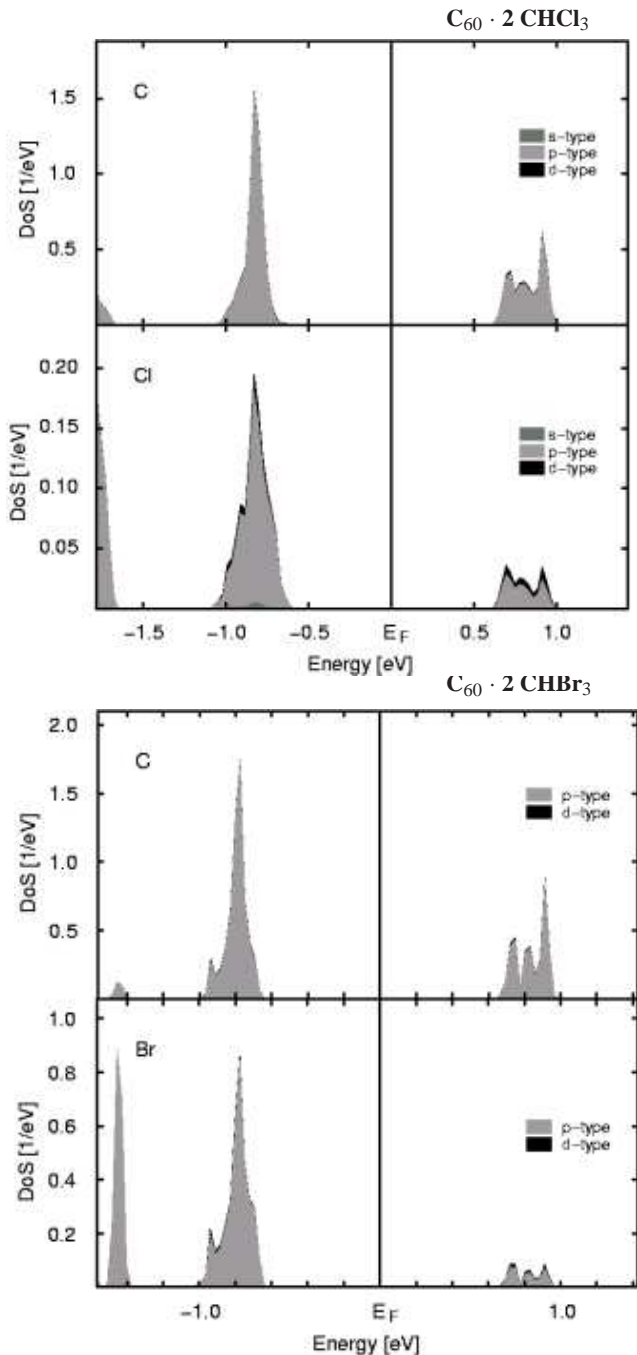 C₆₀ · 2 CHCl₃
C
DoS [1/eV]
1.5
1.0
0.5
s-type
p-type
d-type
Cl
DoS [1/eV]
0.20
0.15
0.10
0.05
s-type
p-type
d-type
-1.5 -1.0 -0.5 E_F 0.5 1.0
Energy [eV]
C₆₀ · 2 CHBr₃
C
DoS [1/eV]
2.0
1.5
1.0
0.5
p-type
d-type
Br
DoS [1/eV]
1.0
0.8
0.6
0.4
0.2
p-type
d-type
-1.0 E_F 1.0
Energy [eV]